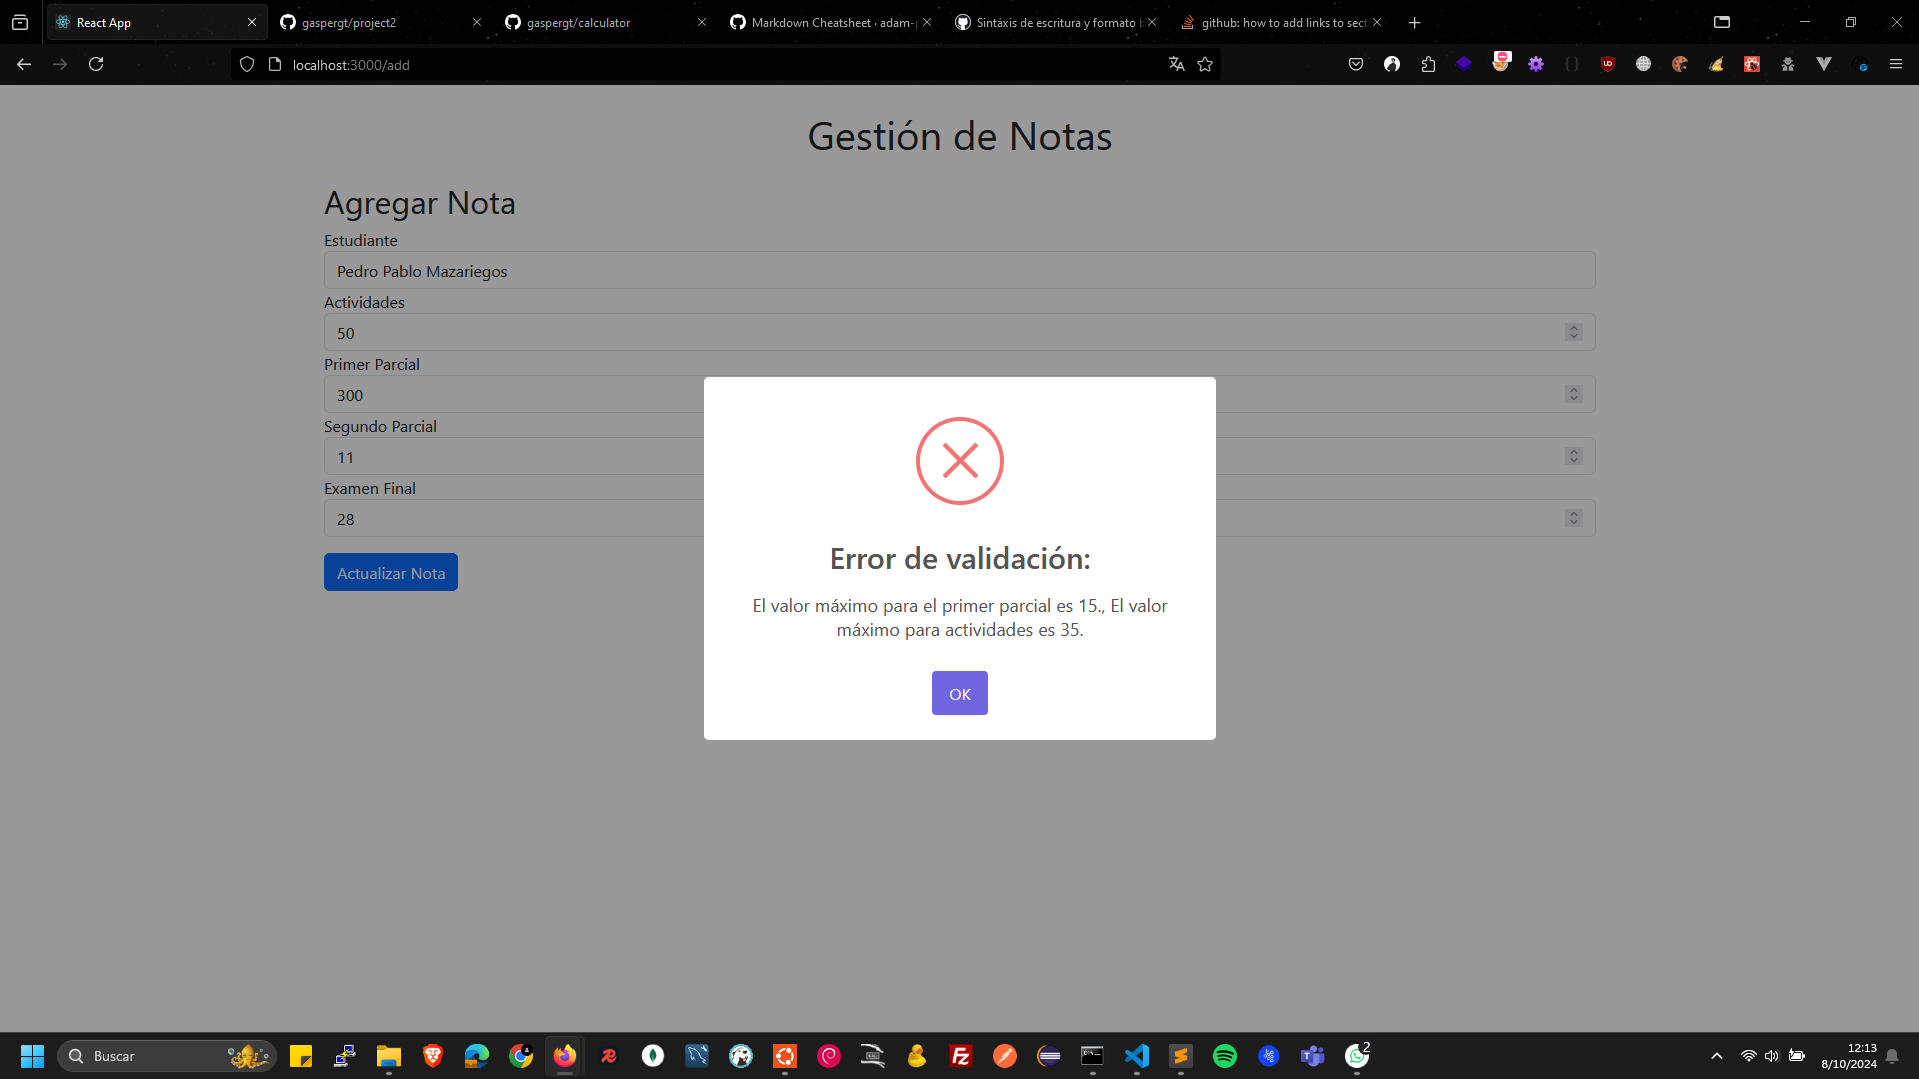 React App
gaspergt/project2
gaspergt/calculator
Markdown Cheatsheet · adam-p
Sintaxis de escritura y formato b
github: how to add links to sect
localhost:3000/add
Gestión de Notas
Agregar Nota
Estudiante
Pedro Pablo Mazariegos
Actividades
50
Primer Parcial
300
Segundo Parcial
11
Examen Final
28
Actualizar Nota
Error de validación:
El valor máximo para el primer parcial es 15., El valor
máximo para actividades es 35.
OK
Buscar
2
12:13
8/10/2024